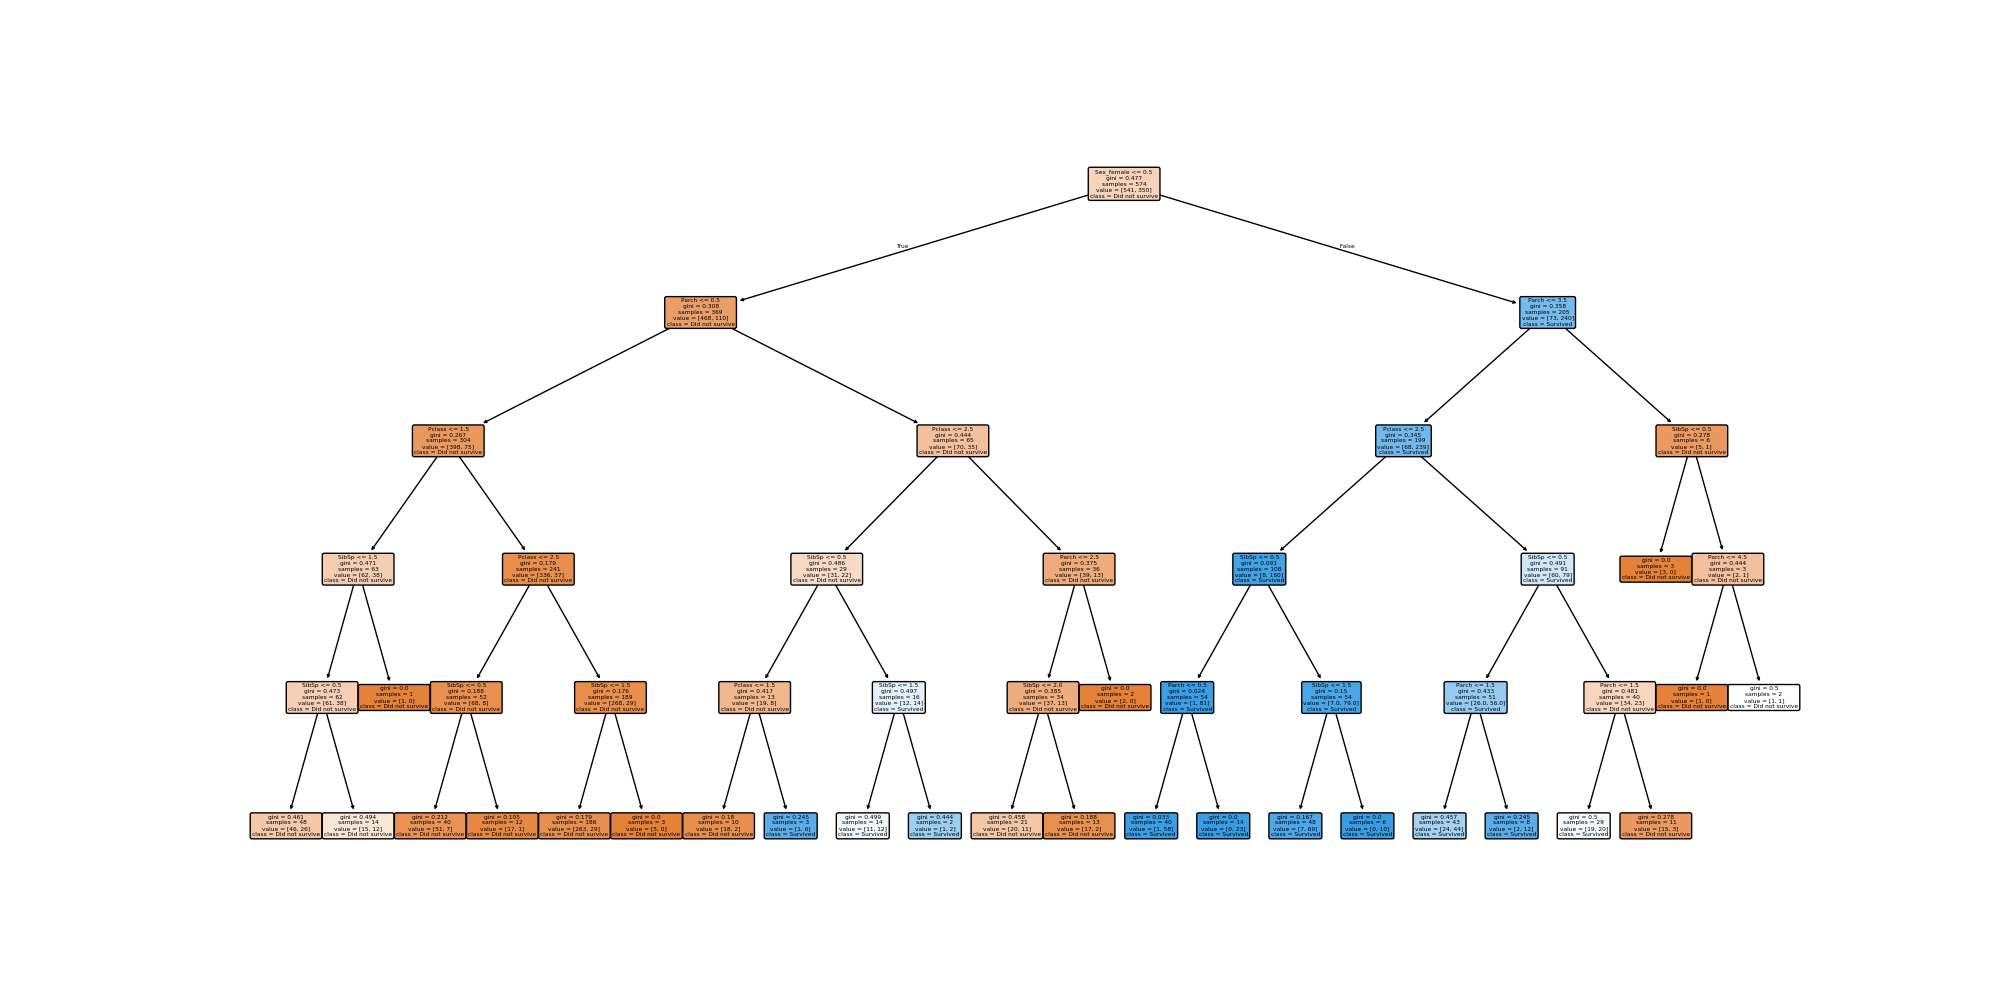 Sex_female <= 0.5
gini = 0.477
samples = 574
value = [541, 350]
class = Did not survive
True
False
Parch <= 0.5
gini = 0.308
samples = 369
value = [468, 110]
class = Did not survive
Parch <= 3.5
gini = 0.358
samples = 205
value = [73, 240]
class = Survived
Pclass <= 1.5
gini = 0.267
samples = 304
value = [398, 75]
class = Did not survive
Pclass <= 2.5
gini = 0.444
samples = 65
value = [70, 35]
class = Did not survive
Pclass <= 2.5
gini = 0.345
samples = 199
value = [68, 239]
class = Survived
SibSp <= 0.5
gini = 0.278
samples = 6
value = [5, 1]
class = Did not survive
SibSp <= 1.5
gini = 0.471
samples = 63
value = [62, 38]
class = Did not survive
Pclass <= 2.5
gini = 0.179
samples = 241
value = [336, 37]
class = Did not survive
SibSp <= 0.5
gini = 0.486
samples = 29
value = [31, 22]
class = Did not survive
Parch <= 2.5
gini = 0.375
samples = 36
value = [39, 13]
class = Did not survive
SibSp <= 0.5
gini = 0.091
samples = 108
value = [8, 160]
class = Survived
SibSp <= 0.5
gini = 0.491
samples = 91
value = [60, 79]
class = Survived
gini = 0.0
samples = 3
value = [3, 0]
class = Did not survive
Parch <= 4.5
gini = 0.444
samples = 3
value = [2, 1]
class = Did not survive
SibSp <= 0.5
gini = 0.473
samples = 62
value = [61, 38]
class = Did not survive
gini = 0.0
samples = 1
value = [1, 0]
class = Did not survive
SibSp <= 0.5
gini = 0.188
samples = 52
value = [68, 8]
class = Did not survive
SibSp <= 1.5
gini = 0.176
samples = 189
value = [268, 29]
class = Did not survive
Pclass <= 1.5
gini = 0.417
samples = 13
value = [19, 8]
class = Did not survive
SibSp <= 1.5
gini = 0.497
samples = 16
value = [12, 14]
class = Survived
SibSp <= 2.0
gini = 0.385
samples = 34
value = [37, 13]
class = Did not survive
gini = 0.0
samples = 2
value = [2, 0]
class = Did not survive
Parch <= 0.5
gini = 0.024
samples = 54
value = [1, 81]
class = Survived
SibSp <= 1.5
gini = 0.15
samples = 54
value = [7.0, 79.0]
class = Survived
Parch <= 1.5
gini = 0.433
samples = 51
value = [26.0, 56.0]
class = Survived
Parch <= 1.5
gini = 0.481
samples = 40
value = [34, 23]
class = Did not survive
gini = 0.0
samples = 1
value = [1, 0]
class = Did not survive
gini = 0.5
samples = 2
value = [1, 1]
class = Did not survive
gini = 0.461
samples = 48
value = [46, 26]
class = Did not survive
gini = 0.494
samples = 14
value = [15, 12]
class = Did not survive
gini = 0.212
samples = 40
value = [51, 7]
class = Did not survive
gini = 0.105
samples = 12
value = [17, 1]
class = Did not survive
gini = 0.179
samples = 186
value = [263, 29]
class = Did not survive
gini = 0.0
samples = 3
value = [5, 0]
class = Did not survive
gini = 0.18
samples = 10
value = [18, 2]
class = Did not survive
gini = 0.245
samples = 3
value = [1, 6]
class = Survived
gini = 0.499
samples = 14
value = [11, 12]
class = Survived
gini = 0.444
samples = 2
value = [1, 2]
class = Survived
gini = 0.458
samples = 21
value = [20, 11]
class = Did not survive
gini = 0.188
samples = 13
value = [17, 2]
class = Did not survive
gini = 0.033
samples = 40
value = [1, 58]
class = Survived
gini = 0.0
samples = 14
value = [0, 23]
class = Survived
gini = 0.167
samples = 48
value = [7, 69]
class = Survived
gini = 0.0
samples = 6
value = [0, 10]
class = Survived
gini = 0.457
samples = 43
value = [24, 44]
class = Survived
gini = 0.245
samples = 8
value = [2, 12]
class = Survived
gini = 0.5
samples = 29
value = [19, 20]
class = Survived
gini = 0.278
samples = 11
value = [15, 3]
class = Did not survive